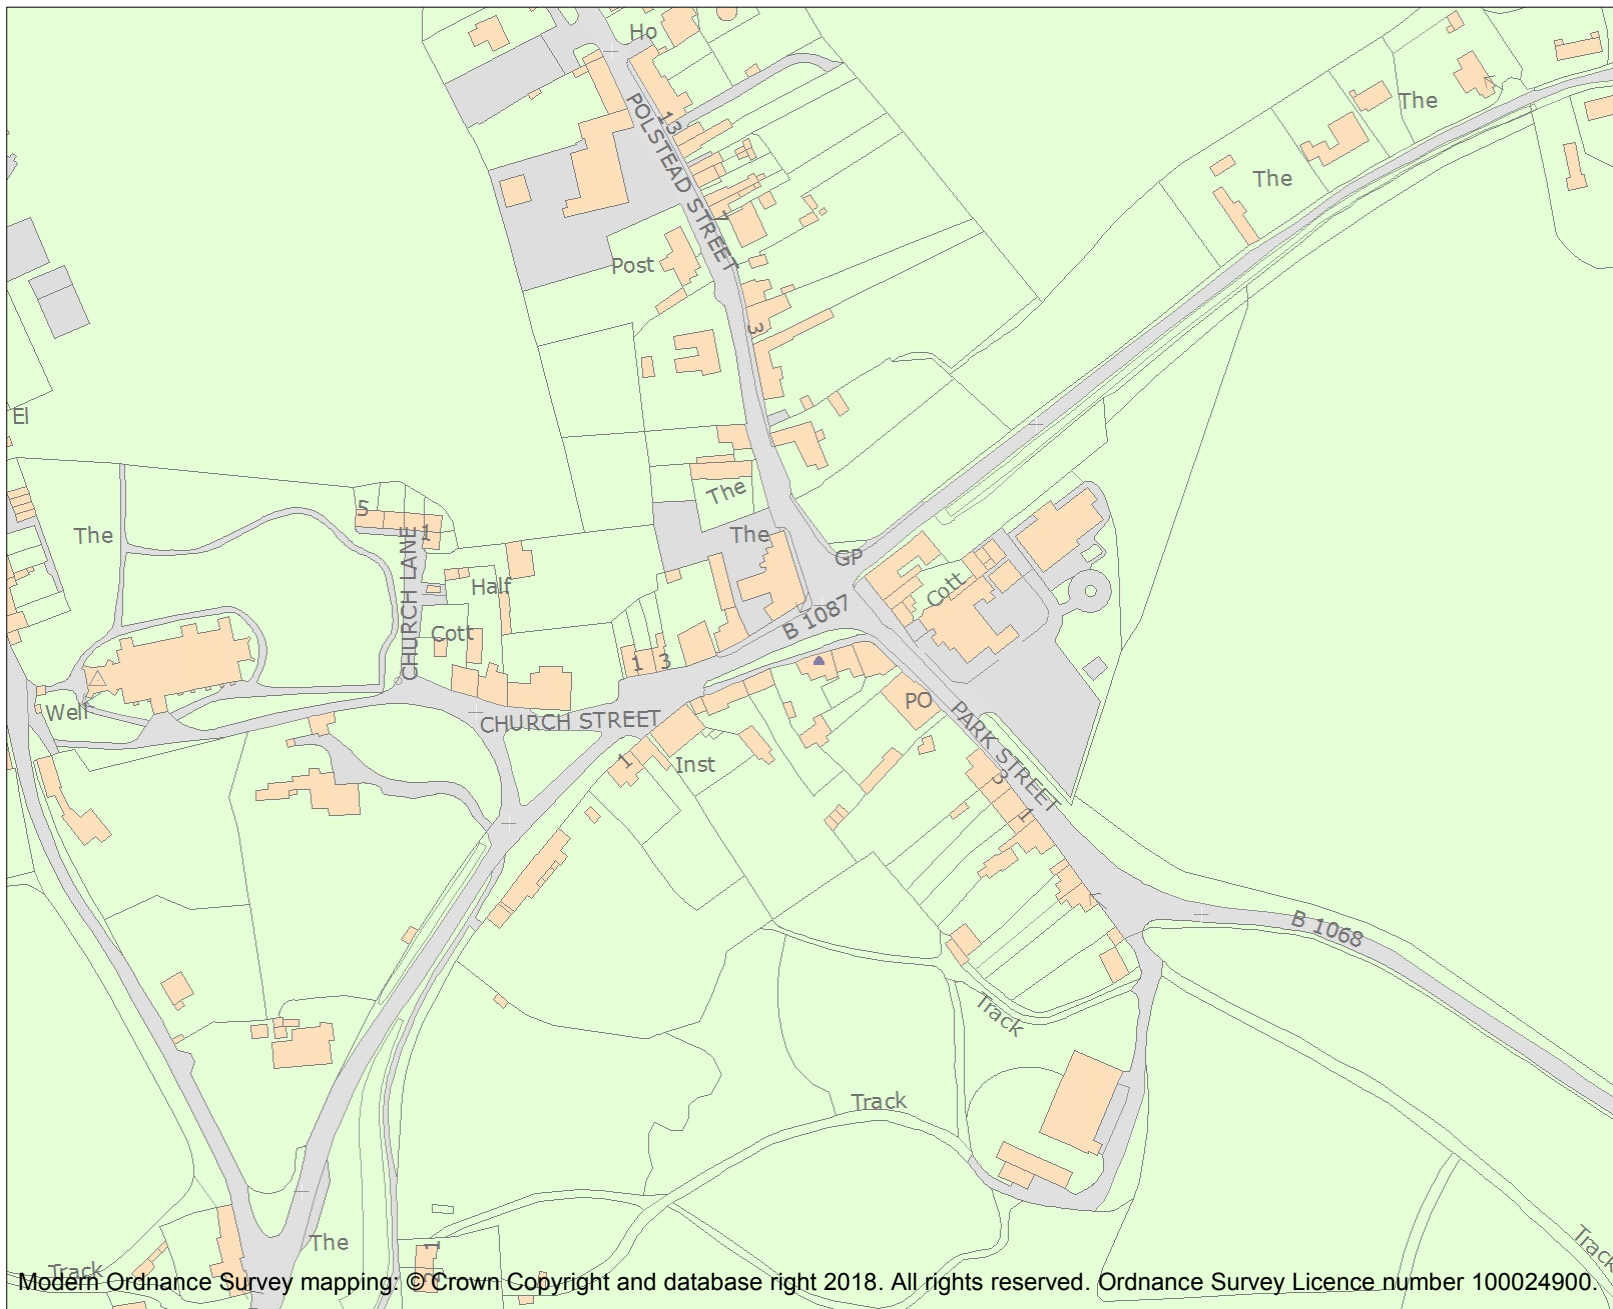 Ho
POLSTEAD STREET
13
The
The
7
Post
3
El
The
5
1
CHURCH LANE
The
The
GP
Half
Cott
Cott
B 1087
1
3
Well
CHURCH STREET
PO
PARK STREET
1
Inst
3
1
B 1068
Track
Track
The
1
Track
Track
Modern Ordnance Survey mapping: © Crown Copyright and database right 2018. All rights reserved. Ordnance Survey Licence number 100024900.